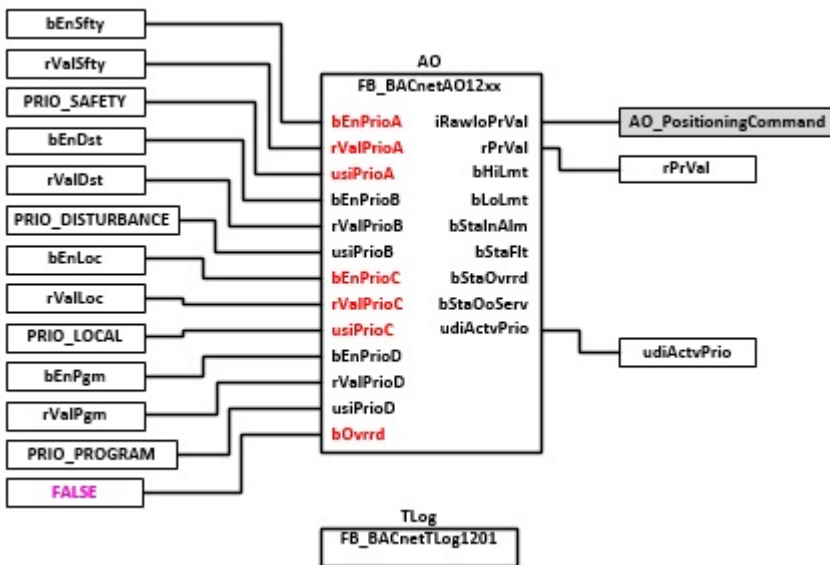 bEnSfty
rValSfty
PRIO_SAFETY
bEnDst
rValDst
PRIO_DISTURBANCE
bEnLoc
rValLoc
PRIO_LOCAL
bEnPgm
rValPgm
PRIO_PROGRAM
FALSE
AO
FB_BACnetAO12xx
bEnPrioA iRawIoPrVal
rValPrioA rPrVal
usiPrioA bHiLmt
bEnPrioB bLoLmt
rValPrioB bStaInAlm
usiPrioB bStaFlt
bEnPrioC bStaOvrrd
rValPrioC bStaOoServ
usiPrioC udiActvPrio
bEnPrioD
rValPrioD
usiPrioD
bOvrrd
AO_PositioningCommand
rPrVal
udiActvPrio
TLog
FB_BACnetTLog1201